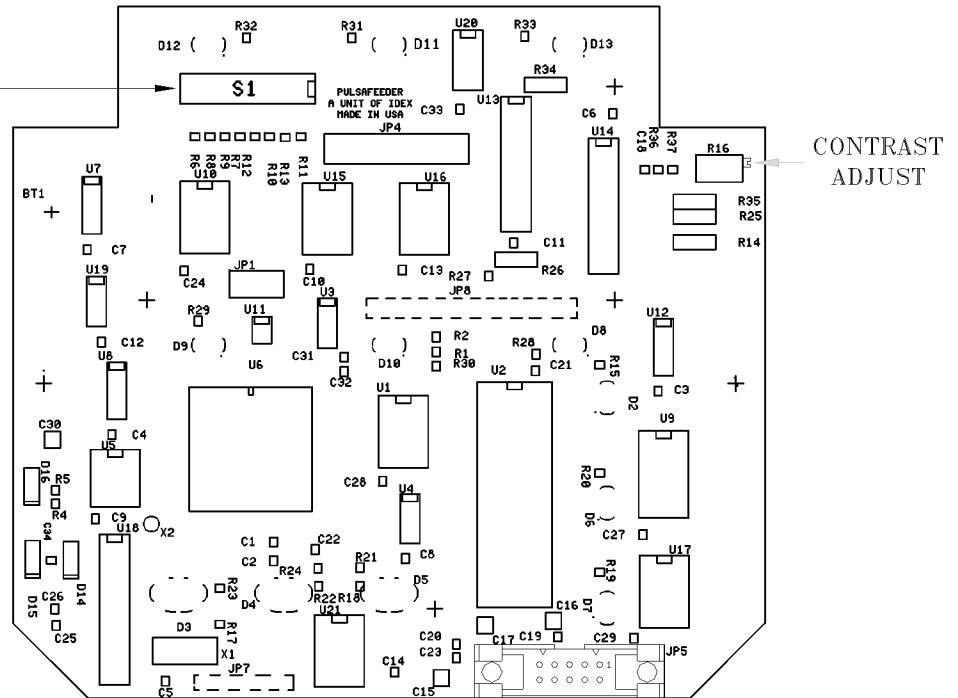 R32
R31
U20
R33
D12
D11
D13
R34
S1
PULSAFEEDER
A UNIT OF IDEX
MADE IN USA
C33
U13
C6
JP4
U14
C18
R36
R37
R16
CONTRAST
ADJUST
R6
R8
R9
R7
R12
R10
R13
R11
U7
U10
U15
U16
BT1
R35
R25
C7
C11
R14
U19
C24
JP1
C10
C13
R27
R26
U3
JP8
R29
U11
U12
C12
D9
C31
D10
R2
R1
R30
R28
D8
U8
U6
C32
U2
C21
R15
C3
U1
D2
C30
C4
U9
U5
D16
R5
R4
C28
R20
C9
U4
U18
X2
D6
C27
C34
C1
C22
C2
R24
R21
C8
U17
R19
D15
D14
C26
C25
R23
D4
R22
R18
D5
D7
U21
C16
D3
R17
X1
C20
C23
C17
C19
C29
JP5
JP7
C14
C5
C15
1